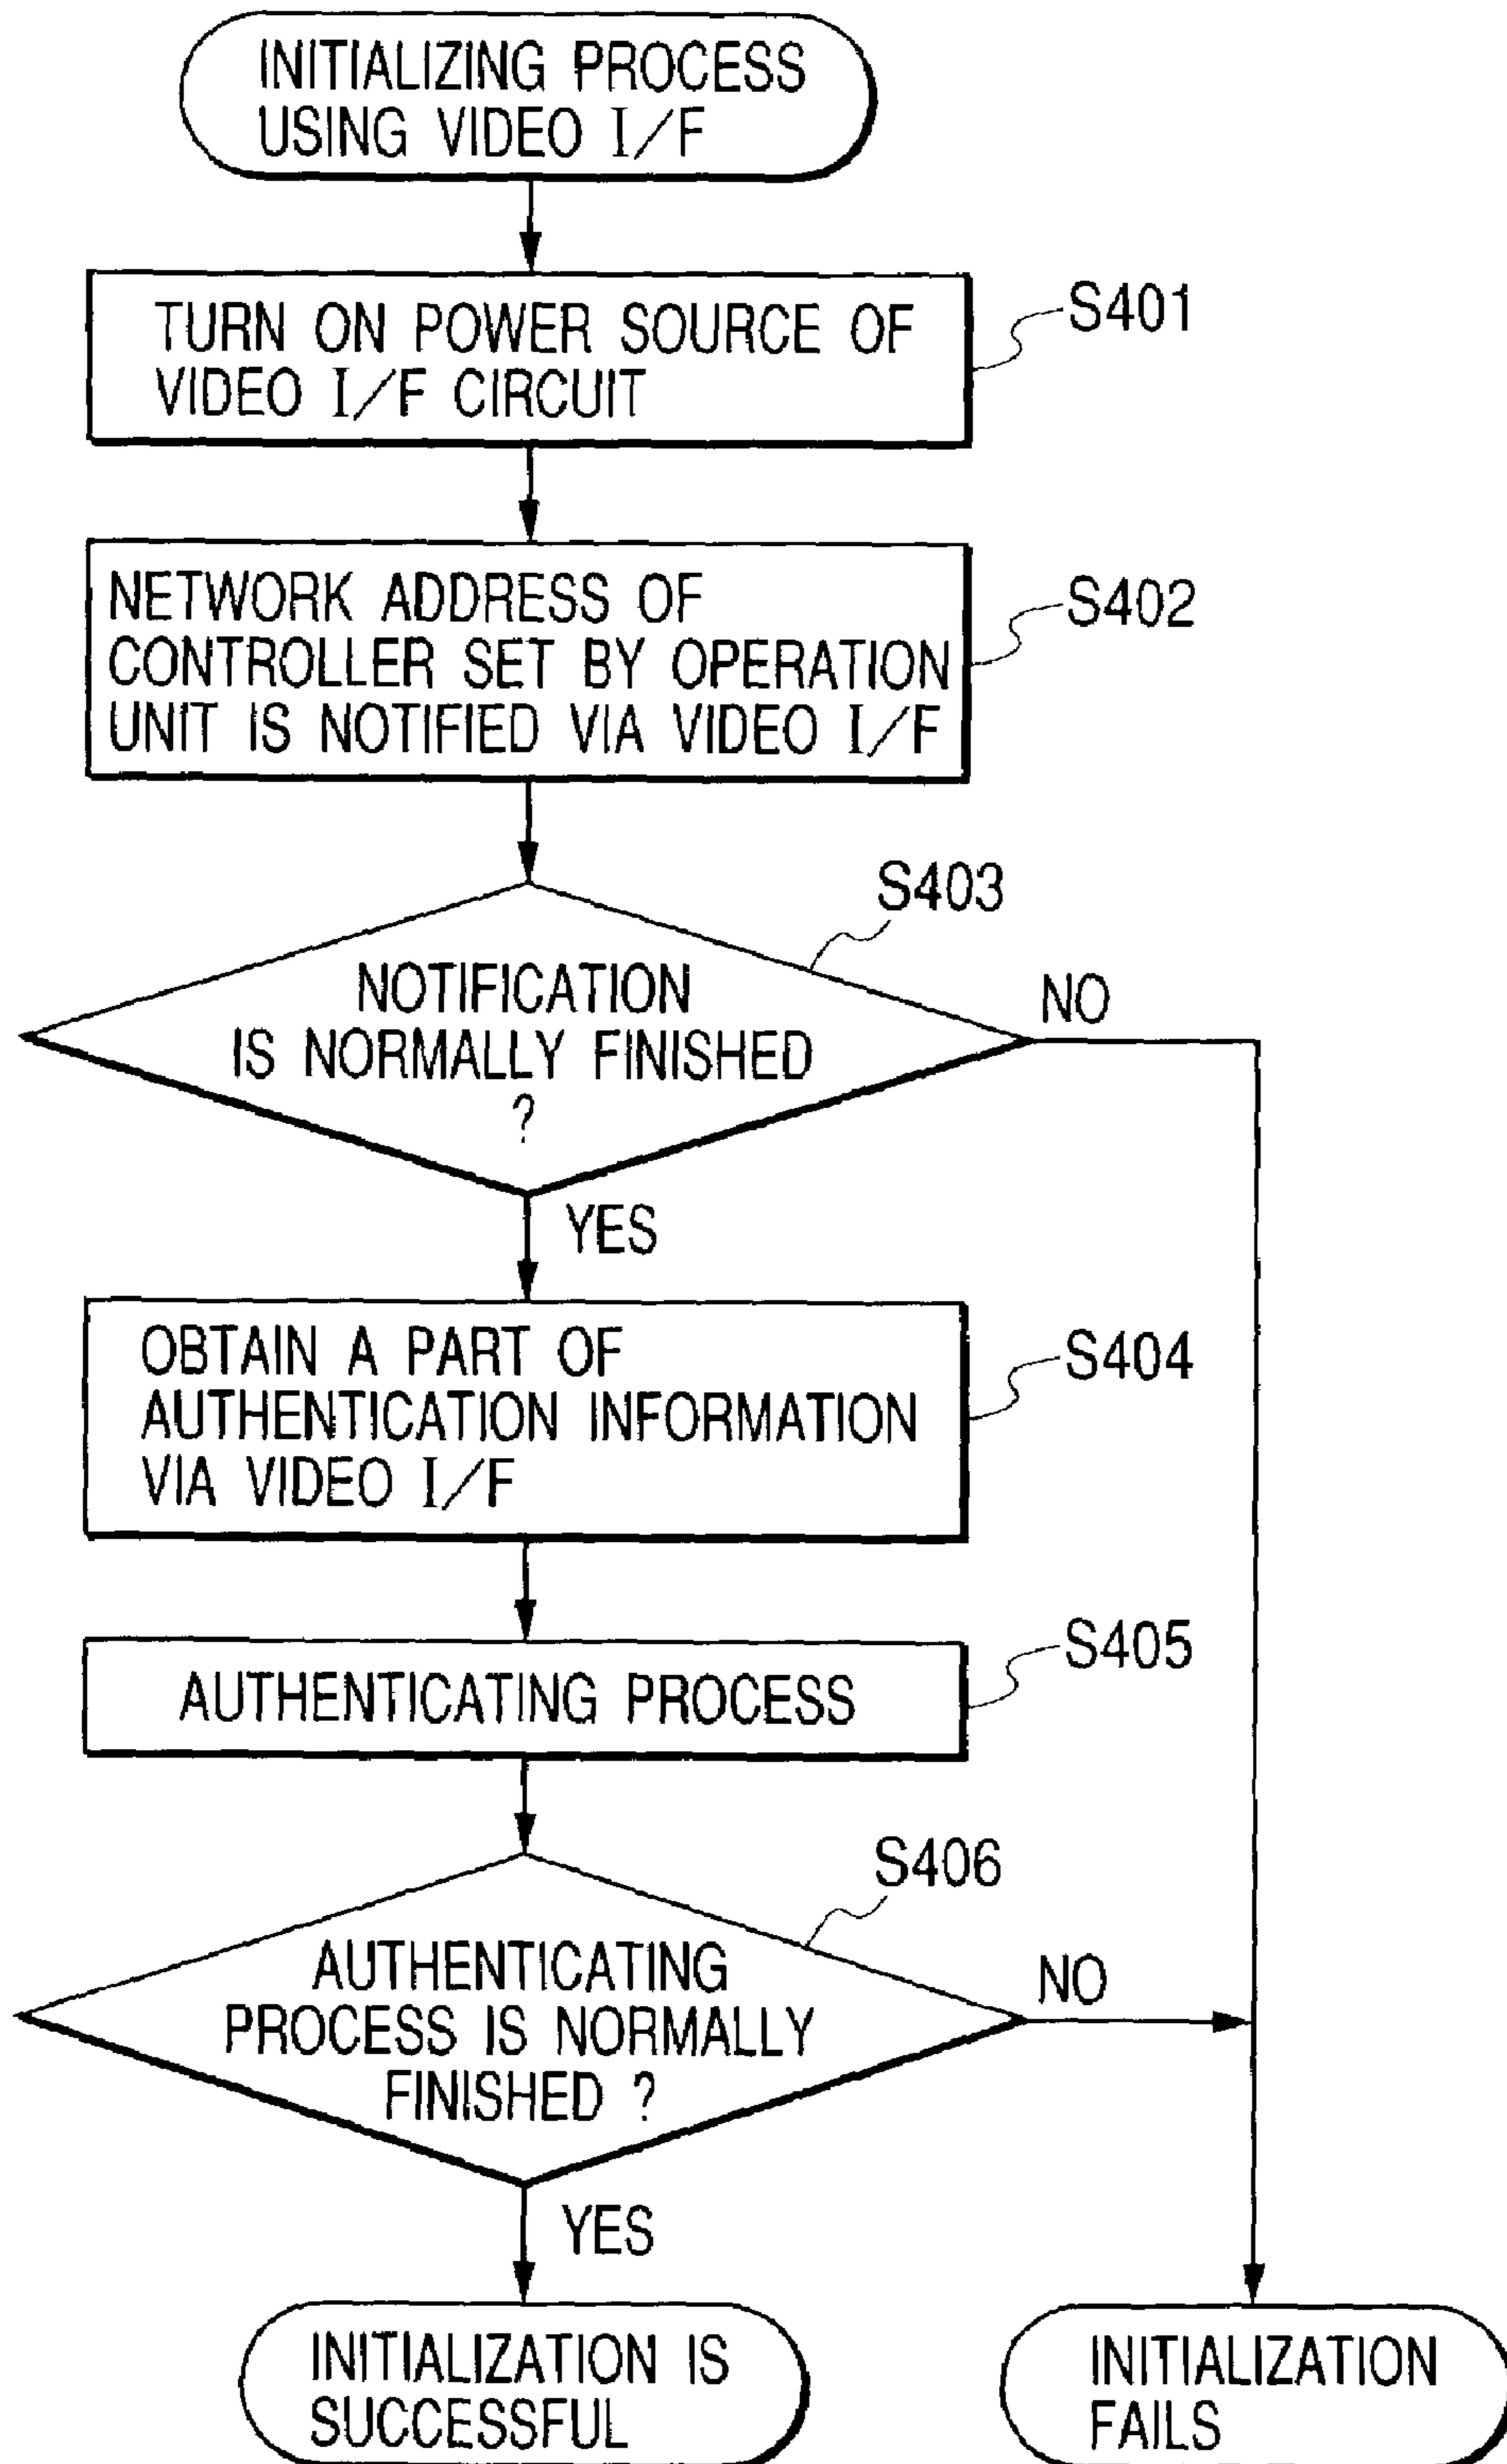 INITIALIZING PROCESS
USING VIDEO I/F
TURN ON POWER SOURCE OF
VIDEO I/F CIRCUIT
S401
NETWORK ADDRESS OF
CONTROLLER SET BY OPERATION
UNIT IS NOTIFIED VIA VIDEO I/F
S402
S403
NOTIFICATION
IS NORMALLY FINISHED
?
NO
YES
OBTAIN A PART OF
AUTHENTICATION INFORMATION
VIA VIDEO I/F
S404
AUTHENTICATING PROCESS
S405
S406
AUTHENTICATING
PROCESS IS NORMALLY
FINISHED ?
NO
YES
INITIALIZATION IS
SUCCESSFUL
INITIALIZATION
FAILS